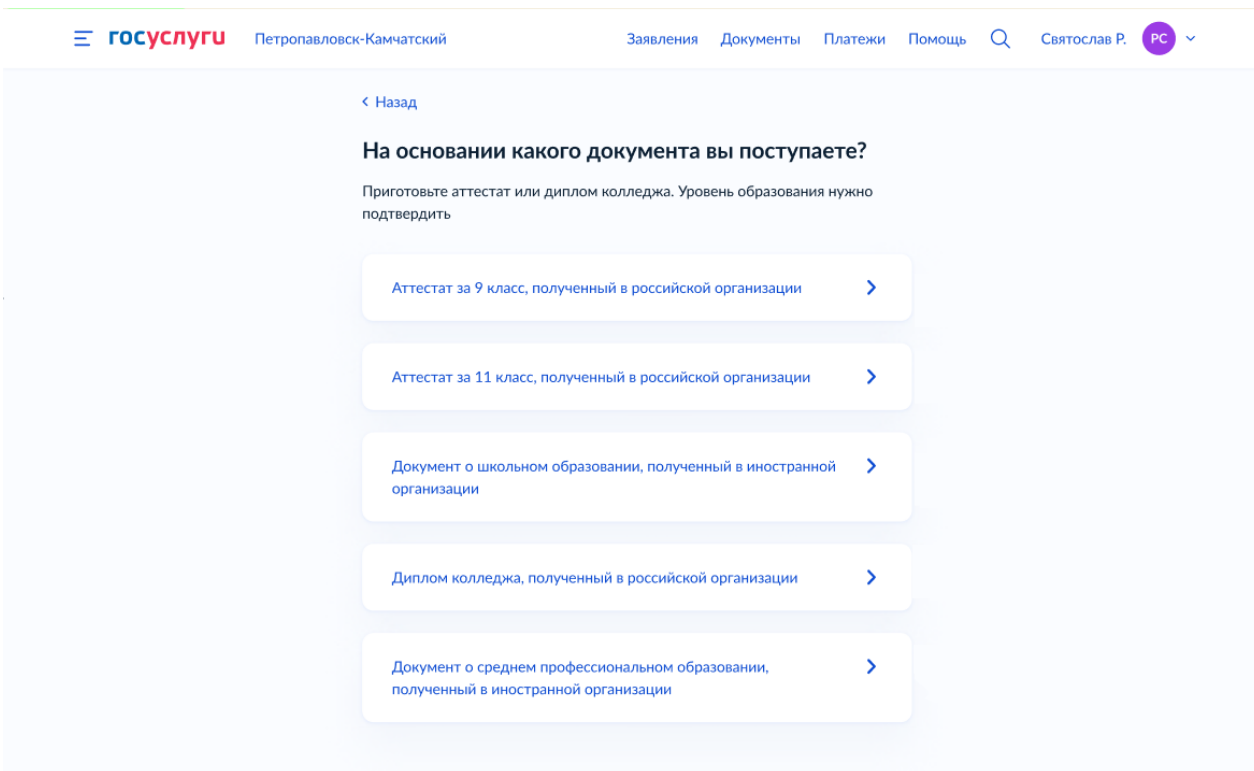 госуслуги Петропавловск-Камчатский Заявления Документы Платежи Помощь Святослав Р. РС
Назад
На основании какого документа вы поступаете?
Приготовьте аттестат или диплом колледжа. Уровень образования нужно
подтвердить
Аттестат за 9 класс, полученный в российской организации
Аттестат за 11 класс, полученный в российской организации
Документ о школьном образовании, полученный в иностранной
организации
Диплом колледжа, полученный в российской организации
Документ о среднем профессиональном образовании,
полученный в иностранной организации